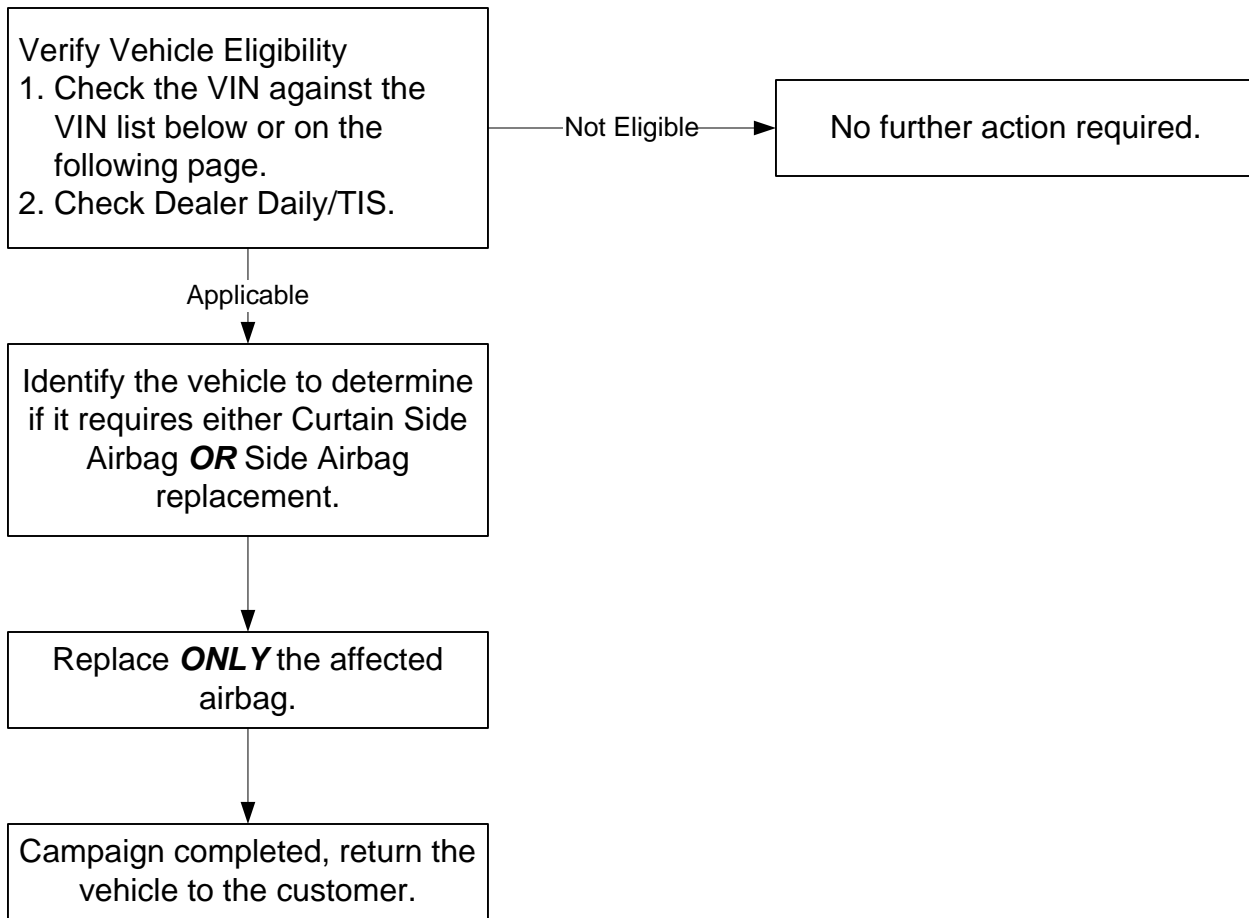 Verify Vehicle Eligibility
1. Check the VIN against the
VIN list below or on the
following page.
2. Check Dealer Daily/TIS.
Not Eligible
No further action required.
Applicable
Identify the vehicle to determine
if it requires either Curtain Side
Airbag OR Side Airbag
replacement.
Replace ONLY the affected
airbag.
Campaign completed, return the
vehicle to the customer.